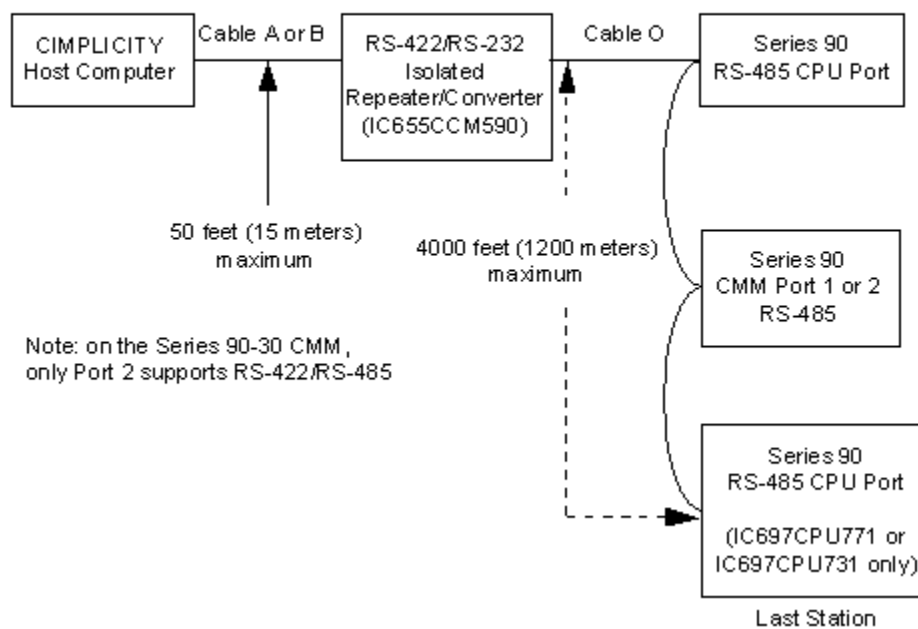 CIMPLICITY
Host Computer
Cable A or B
RS-422/RS-232
Isolated
Repeater/Converter
(IC655CCM590)
Cable O
Series 90
RS-485 CPU Port
50 feet (15 meters)
maximum
4000 feet (1200 meters)
maximum
Series 90
CMM Port 1 or 2
RS-485
Note: on the Series 90-30 CMM,
only Port 2 supports RS-422/RS-485
Series 90
RS-485 CPU Port
(IC697CPU771 or
IC697CPU731 only)
Last Station